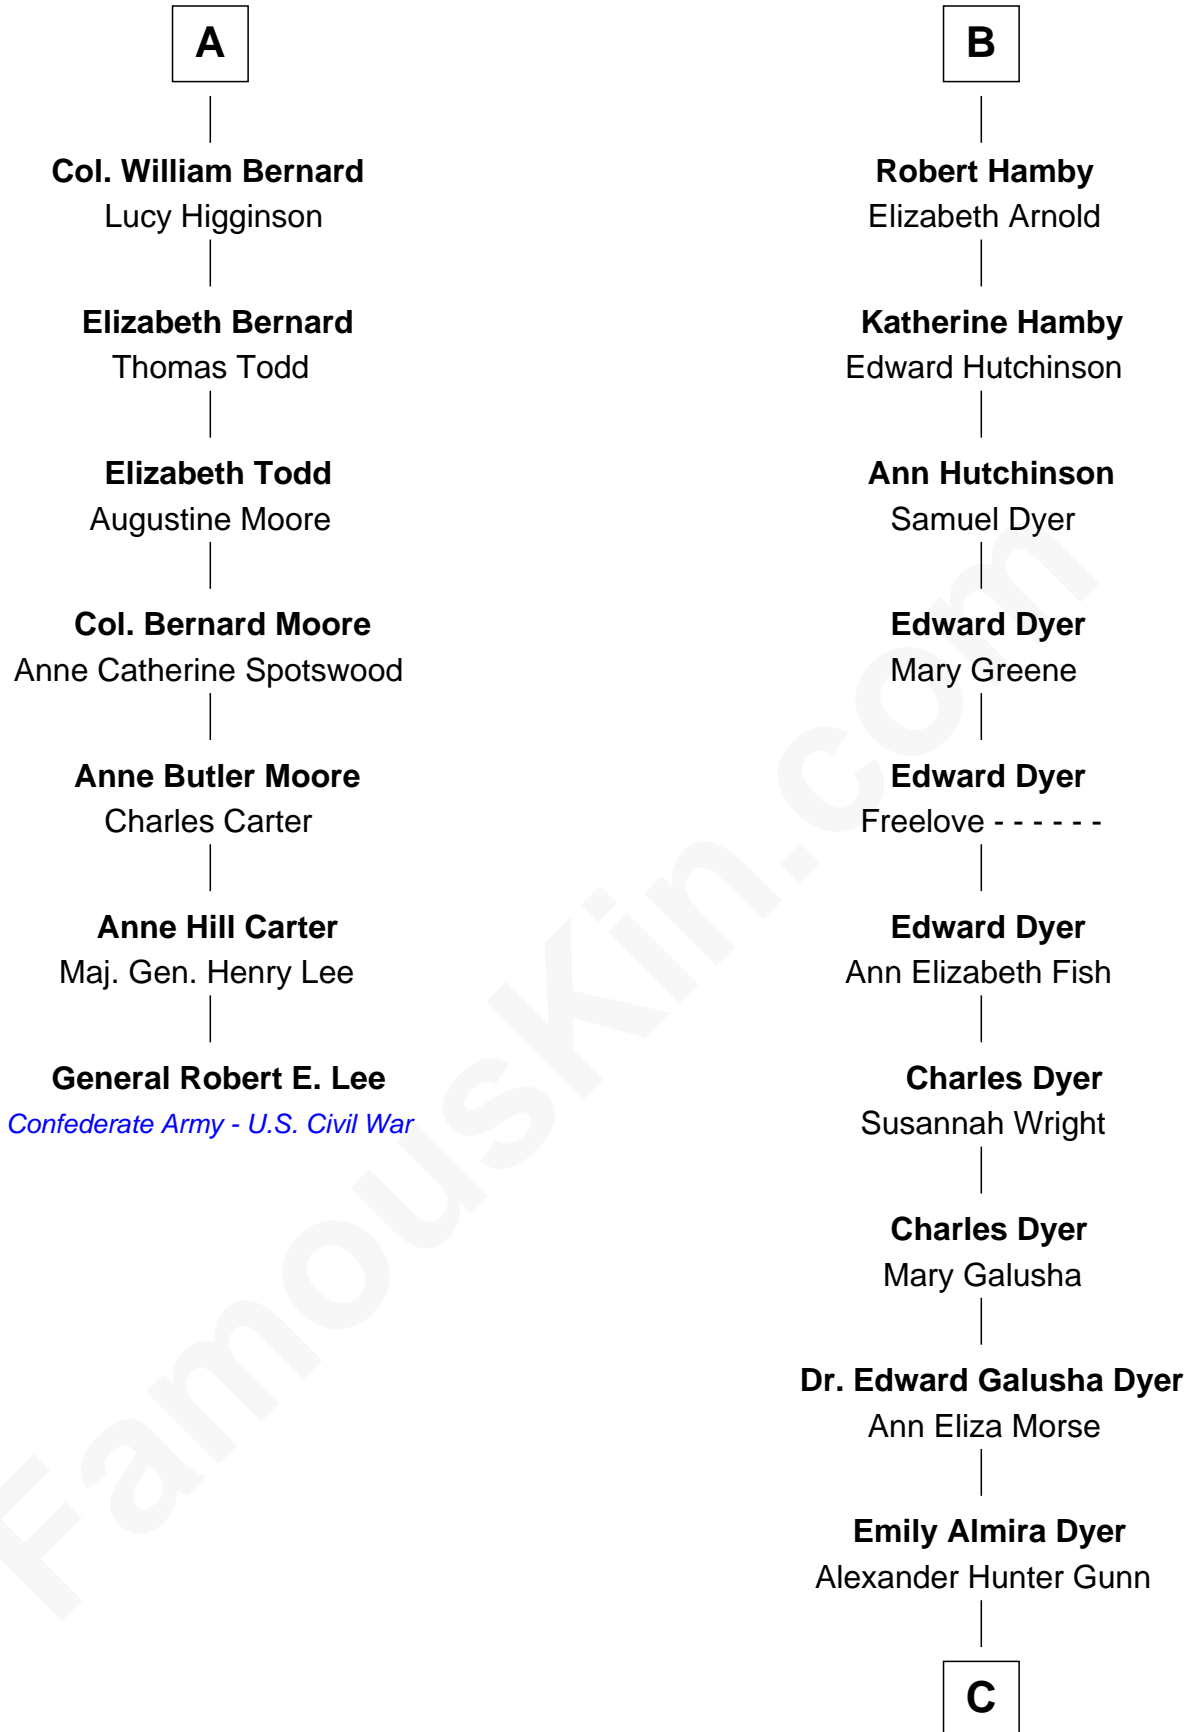 A
Col. William Bernard
Lucy Higginson
Elizabeth Bernard
Thomas Todd
Elizabeth Todd
Augustine Moore
Col. Bernard Moore
Anne Catherine Spotswood
Anne Butler Moore
Charles Carter
Anne Hill Carter
Maj. Gen. Henry Lee
General Robert E. Lee
Confederate Army - U.S. Civil War
B
Robert Hamby
Elizabeth Arnold
Katherine Hamby
Edward Hutchinson
Ann Hutchinson
Samuel Dyer
Edward Dyer
Mary Greene
Edward Dyer
Freelove - - - - - -
Edward Dyer
Ann Elizabeth Fish
Charles Dyer
Susannah Wright
Charles Dyer
Mary Galusha
Dr. Edward Galusha Dyer
Ann Eliza Morse
Emily Almira Dyer
Alexander Hunter Gunn
C
FamousKin.com